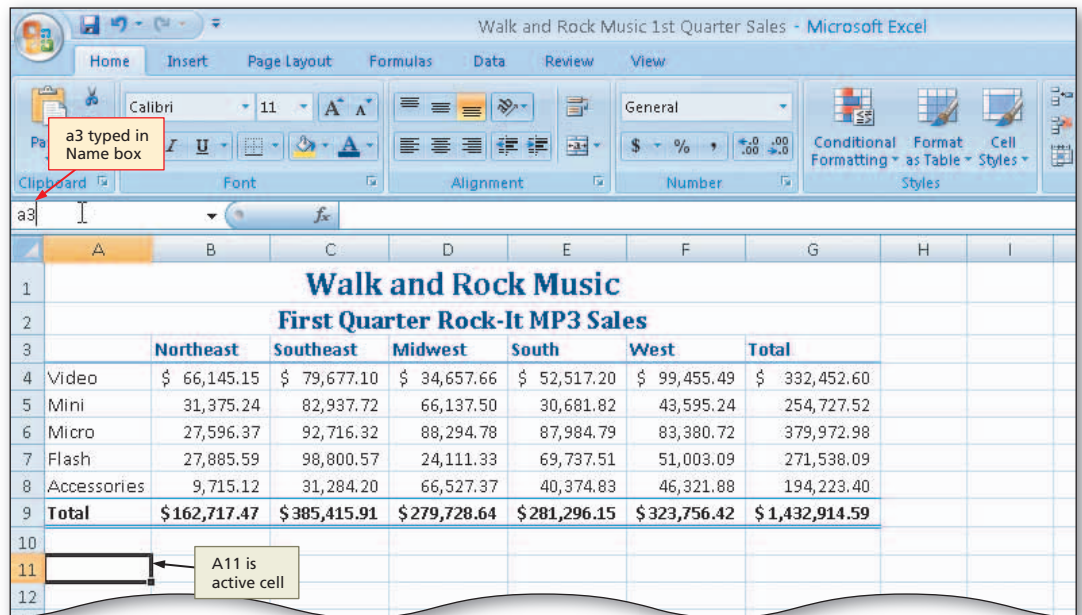 Walk and Rock Music 1st Quarter Sales - Microsoft Excel
Home Insert Page Layout Formulas Data Review View
Calibri 11 A A General
a3 typed in
Name box
Pa I U A $ % , .0 .00 .00 .0
Conditional Format Cell
Formatting as Table Styles
Clipboard Font Alignment Number Styles
a3 fx
A B C D E F G H I
1 Walk and Rock Music
2 First Quarter Rock-It MP3 Sales
3 Northeast Southeast Midwest South West Total
4 Video $ 66,145.15 $ 79,677.10 $ 34,657.66 $ 52,517.20 $ 99,455.49 $ 332,452.60
5 Mini 31,375.24 82,937.72 66,137.50 30,681.82 43,595.24 254,727.52
6 Micro 27,596.37 92,716.32 88,294.78 87,984.79 83,380.72 379,972.98
7 Flash 27,885.59 98,800.57 24,111.33 69,737.51 51,003.09 271,538.09
8 Accessories 9,715.12 31,284.20 66,527.37 40,374.83 46,321.88 194,223.40
9 Total $162,717.47 $385,415.91 $279,728.64 $281,296.15 $323,756.42 $1,432,914.59
10
11
A11 is
active cell
12